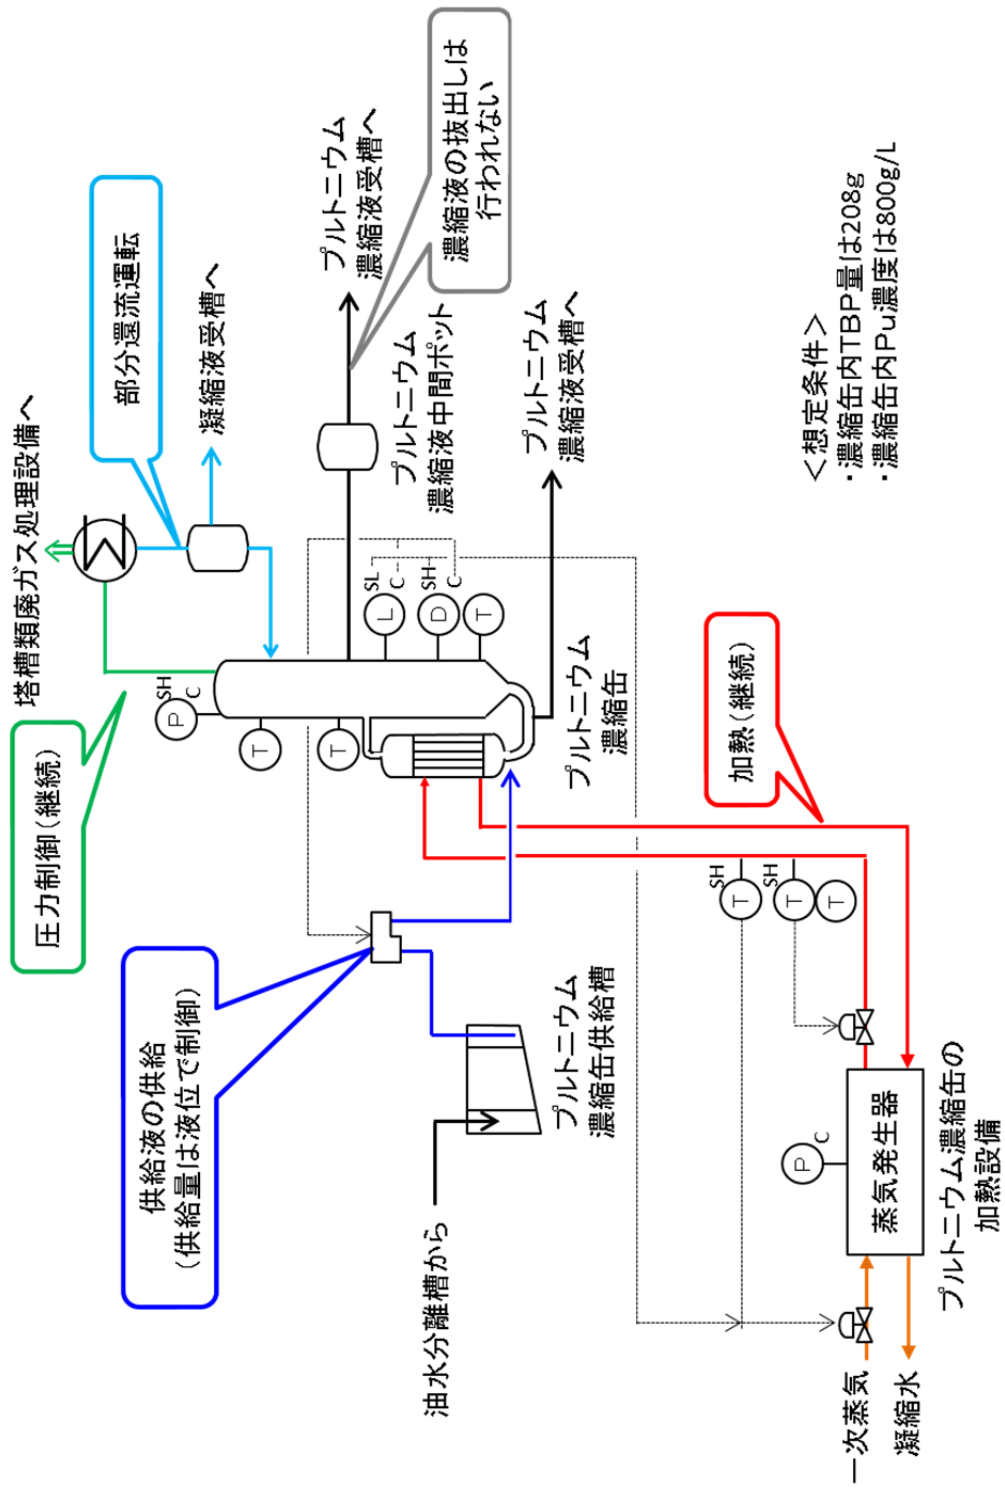 塔槽類廃ガス処理設備へ
部分還流運転
凝縮液受槽へ
圧力制御(継続)
供給液の供給
(供給量は液位で制御)
プルトニウム
濃縮液受槽へ
濃縮液の抜出しは
行われない
プルトニウム
濃縮液中間ポット
プルトニウム
濃縮液受槽へ
P
SH
C
T
T
L
SL
C
D
SH
C
T
プルトニウム
濃縮缶
油水分離槽から
プルトニウム
濃縮缶供給槽
加熱(継続)
T
SH
T
SH
T
P
C
蒸気発生器
一次蒸気
凝縮水
プルトニウム濃縮缶の
加熱設備
<想定条件>
・濃縮缶内TBP量は208g
・濃縮缶内Pu濃度は800g/L